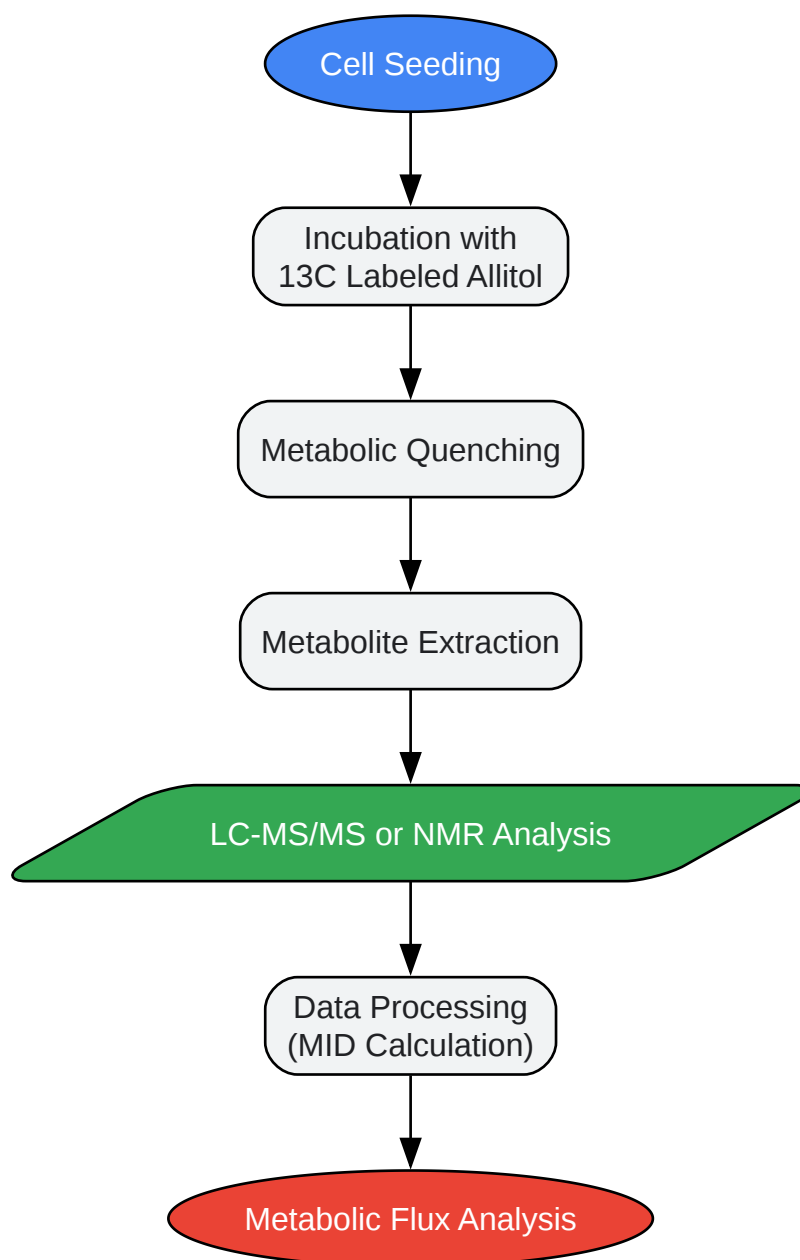 Cell Seeding
Incubation with
13C Labeled Allitol
Metabolic Quenching
Metabolite Extraction
LC-MS/MS or NMR Analysis
Data Processing
(MID Calculation)
Metabolic Flux Analysis